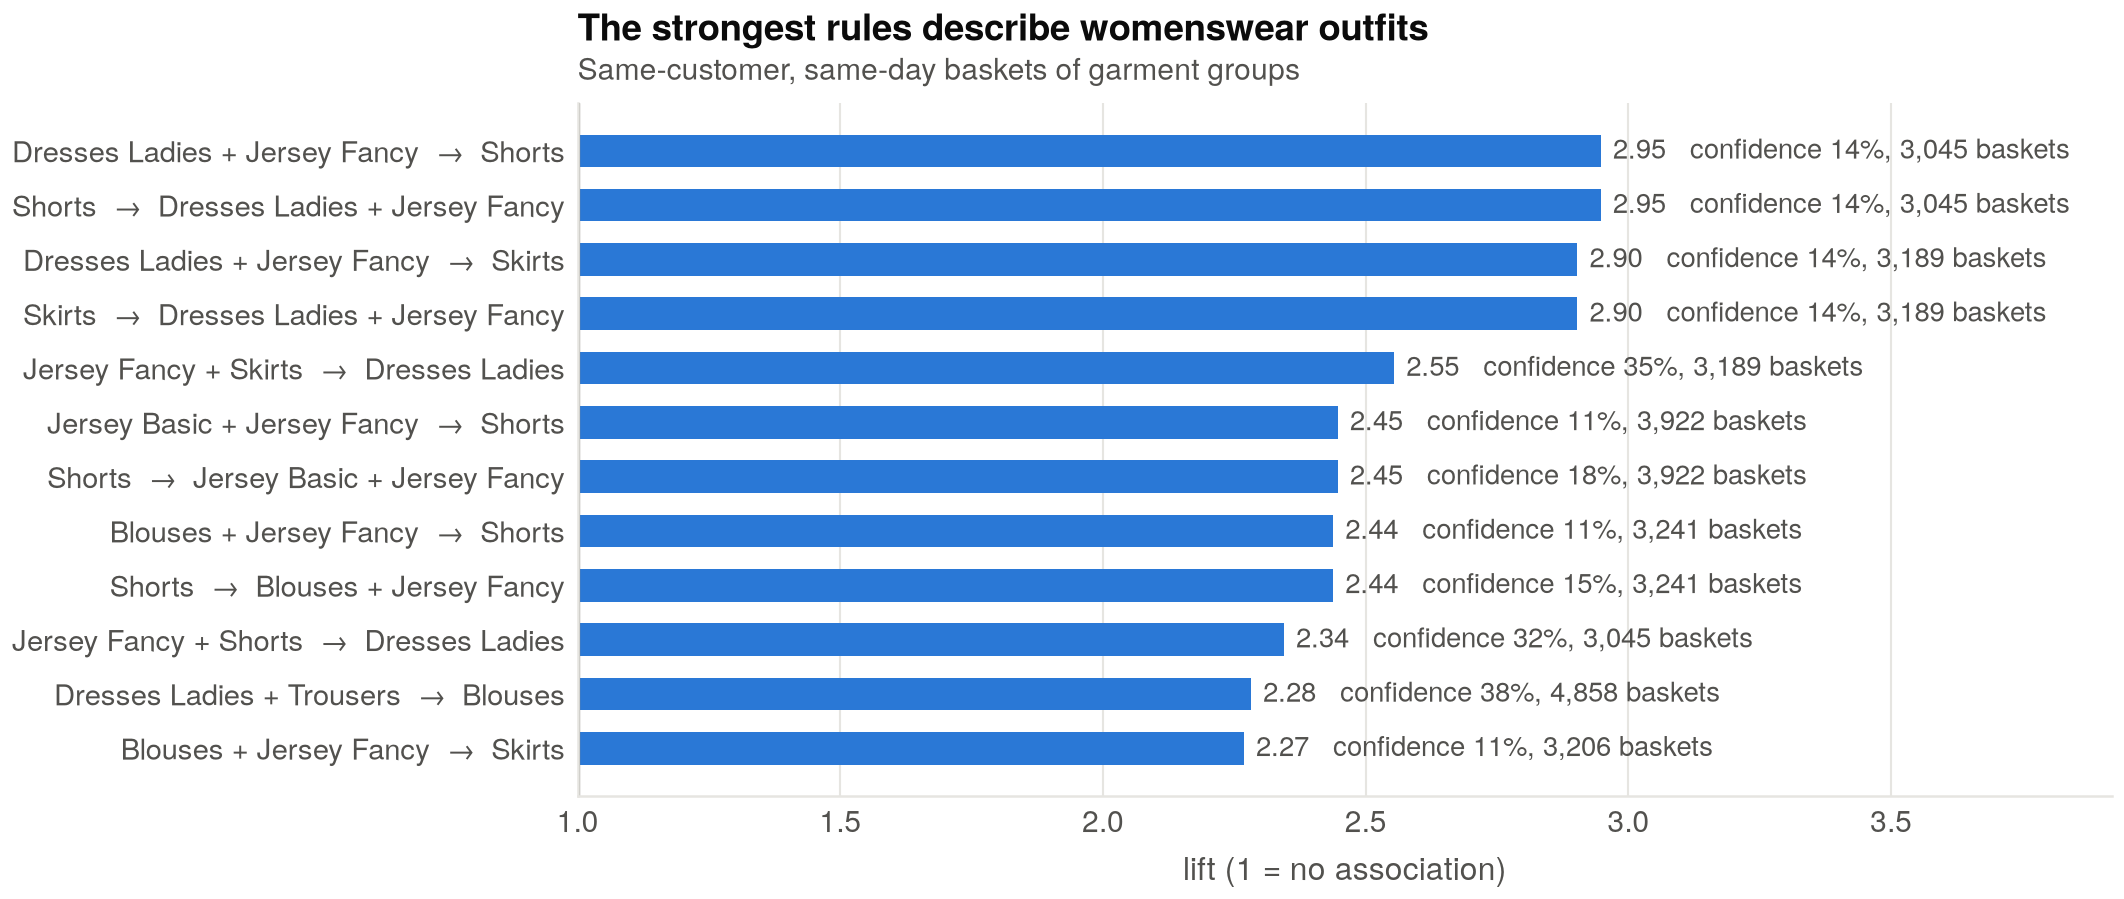 The strongest rules describe womenswear outfits
Same-customer, same-day baskets of garment groups
Dresses Ladies + Jersey Fancy → Shorts 2.95 confidence 14%, 3,045 baskets
Shorts → Dresses Ladies + Jersey Fancy 2.95 confidence 14%, 3,045 baskets
Dresses Ladies + Jersey Fancy → Skirts 2.90 confidence 14%, 3,189 baskets
Skirts → Dresses Ladies + Jersey Fancy 2.90 confidence 14%, 3,189 baskets
Jersey Fancy + Skirts → Dresses Ladies 2.55 confidence 35%, 3,189 baskets
Jersey Basic + Jersey Fancy → Shorts 2.45 confidence 11%, 3,922 baskets
Shorts → Jersey Basic + Jersey Fancy 2.45 confidence 18%, 3,922 baskets
Blouses + Jersey Fancy → Shorts 2.44 confidence 11%, 3,241 baskets
Shorts → Blouses + Jersey Fancy 2.44 confidence 15%, 3,241 baskets
Jersey Fancy + Shorts → Dresses Ladies 2.34 confidence 32%, 3,045 baskets
Dresses Ladies + Trousers → Blouses 2.28 confidence 38%, 4,858 baskets
Blouses + Jersey Fancy → Skirts 2.27 confidence 11%, 3,206 baskets
1.0 1.5 2.0 2.5 3.0 3.5
lift (1 = no association)